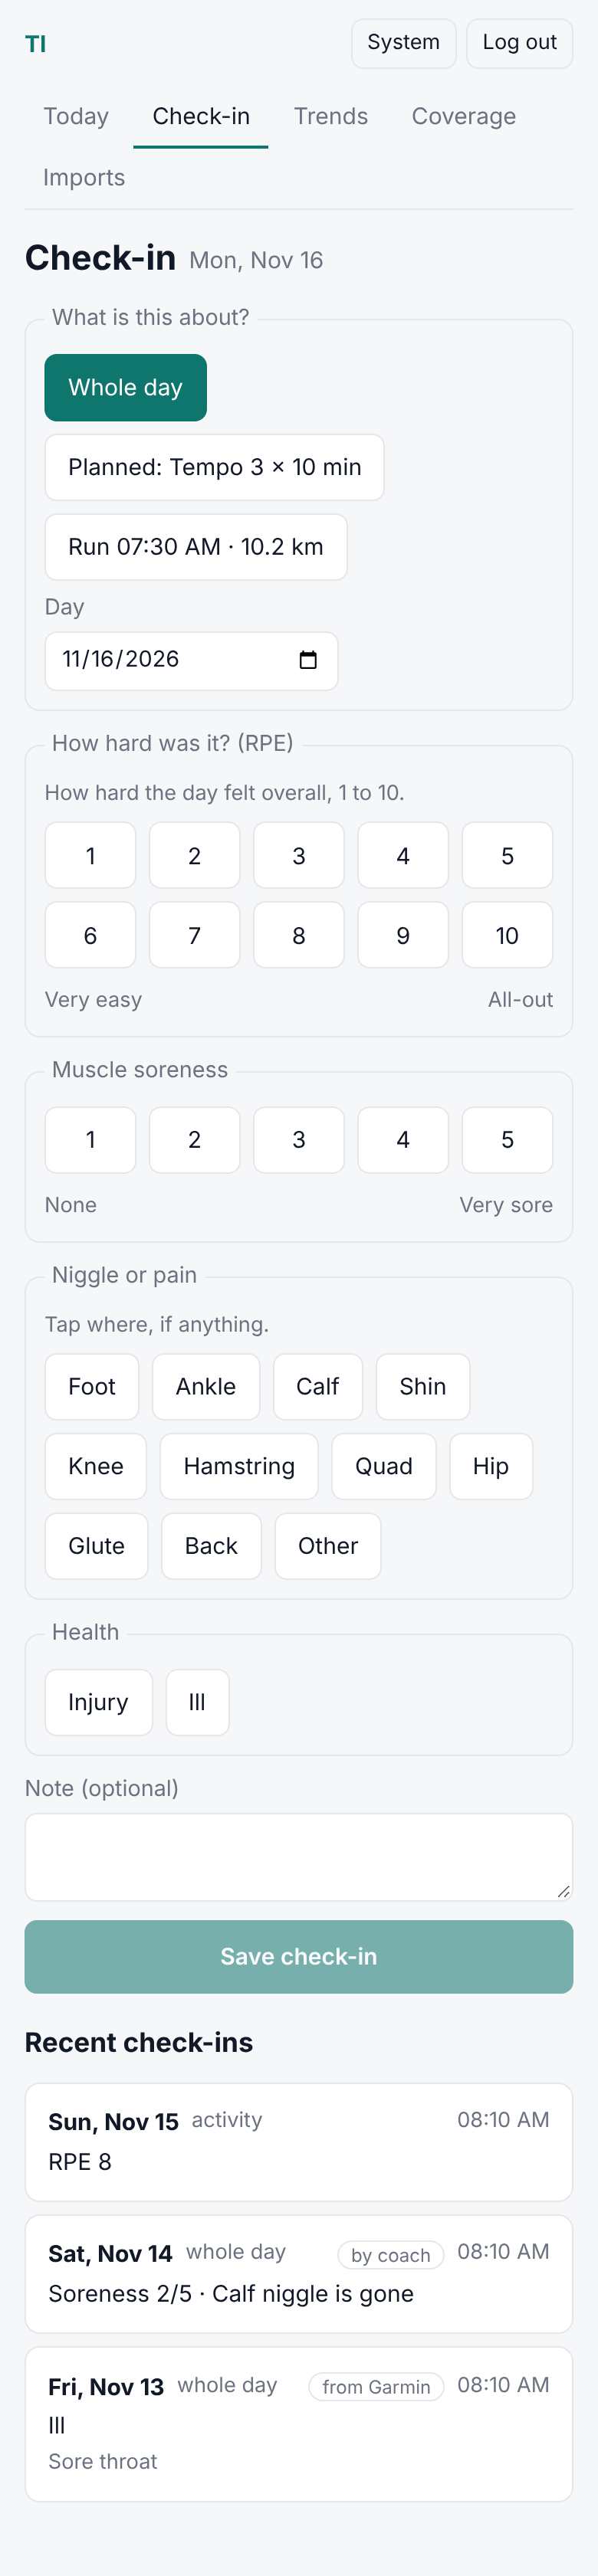 TI
System
Log out
Today
Check-in
Trends
Coverage
Imports
Check-in Mon, Nov 16
What is this about?
Whole day
Planned: Tempo 3 × 10 min
Run 07:30 AM · 10.2 km
Day
11/16/2026
How hard was it? (RPE)
How hard the day felt overall, 1 to 10.
1 2 3 4 5
6 7 8 9 10
Very easy All-out
Muscle soreness
1 2 3 4 5
None Very sore
Niggle or pain
Tap where, if anything.
Foot Ankle Calf Shin
Knee Hamstring Quad Hip
Glute Back Other
Health
Injury Ill
Note (optional)
Save check-in
Recent check-ins
Sun, Nov 15 activity 08:10 AM
RPE 8
Sat, Nov 14 whole day by coach 08:10 AM
Soreness 2/5 · Calf niggle is gone
Fri, Nov 13 whole day from Garmin 08:10 AM
Ill
Sore throat